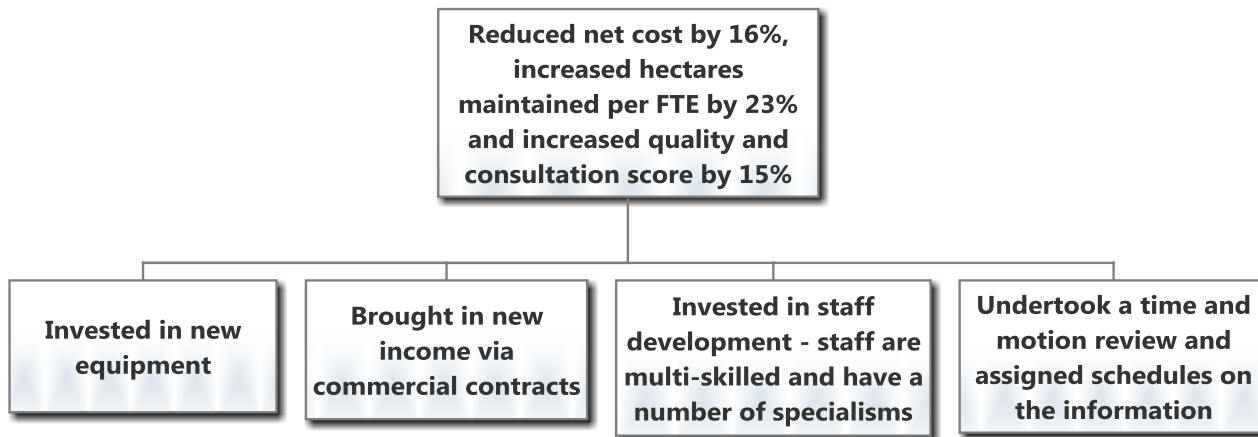 Reduced net cost by 16%,
increased hectares
maintained per FTE by 23%
and increased quality and
consultation score by 15%
Invested in new
equipment
Brought in new
income via
commercial contracts
Invested in staff
development - staff are
multi-skilled and have a
number of specialisms
Undertook a time and
motion review and
assigned schedules on
the information